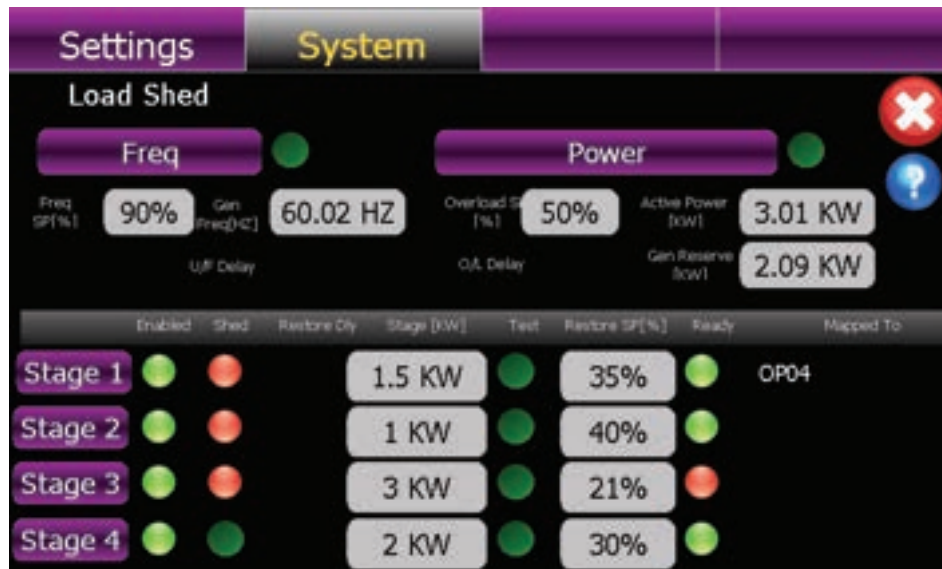 Settings System
Load Shed
Freq Power
Freq SP[%] 90% Gen Freq[HZ] 60.02 HZ Overload [%] 50% Active Power [KW] 3.01 KW
U/F Delay O/L Delay Gen Reserve [KW] 2.09 KW
Enabled Shed Restore Dly Stage [KW] Test Restore SP[%] Ready Mapped To
Stage 1 1.5 KW 35% OP04
Stage 2 1 KW 40%
Stage 3 3 KW 21%
Stage 4 2 KW 30%
?